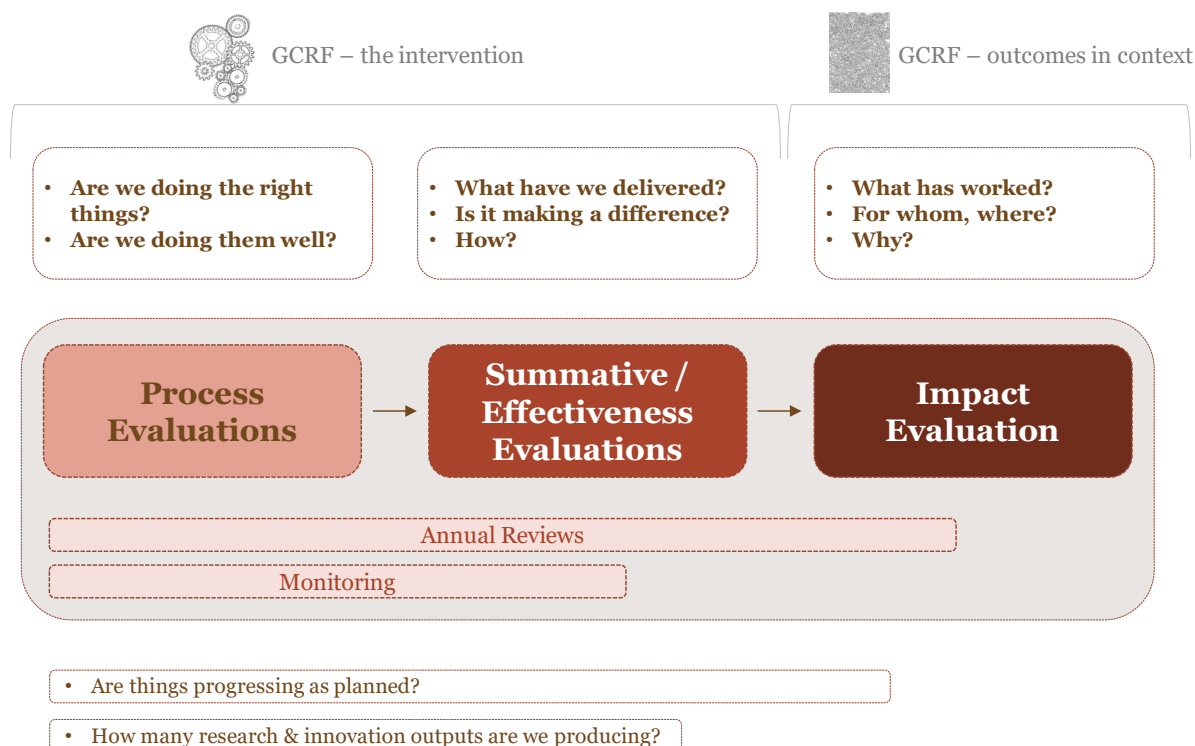 GCRF – the intervention
GCRF – outcomes in context
• Are we doing the right
things?
• Are we doing them well?
• What have we delivered?
• Is it making a difference?
• How?
• What has worked?
• For whom, where?
• Why?
Process
Evaluations
Summative /
Effectiveness
Evaluations
Impact
Evaluation
Annual Reviews
Monitoring
• Are things progressing as planned?
• How many research & innovation outputs are we producing?